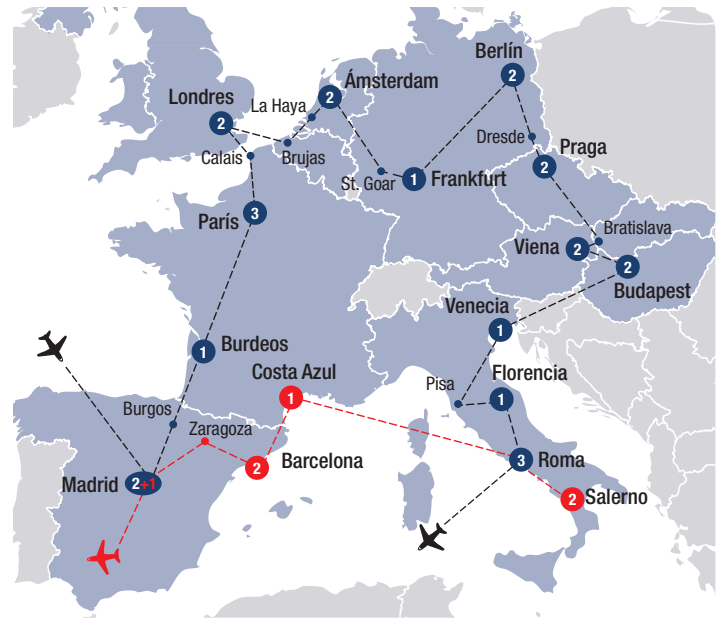 Berlín
2
Ámsterdam
2
La Haya
Londres
2
Brujas
Calais
Dresde
Praga
2
St. Goar
1
Frankfurt
París
3
Bratislava
Viena
2
2
Budapest
Venecia
1
Burdeos
1
Costa Azul
1
Florencia
1
Pisa
Burgos
Zaragoza
Barcelona
2
Roma
3
Madrid
2+1
Salerno
2